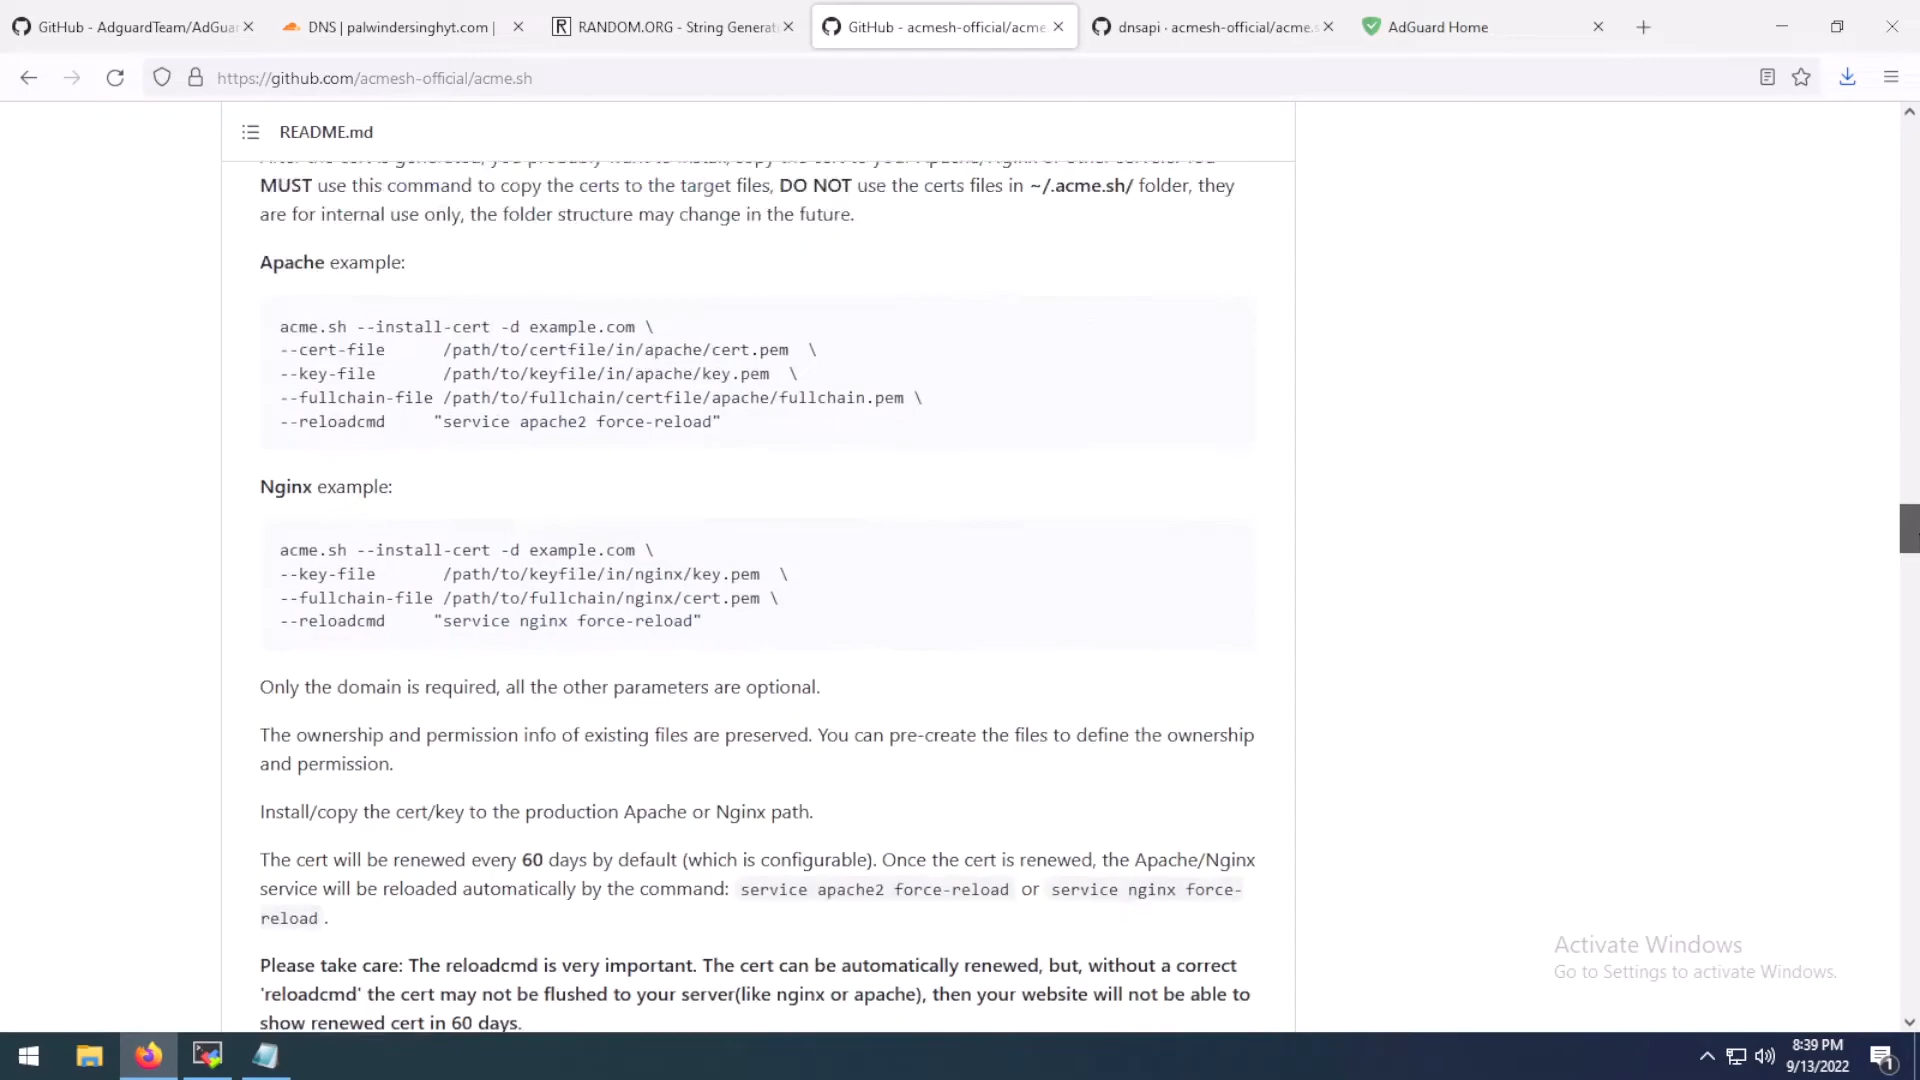 GitHub - AdguardTeam/AdGua
DNS | palwindersinghyt.com |
RANDOM.ORG - String Generat
GitHub - acmesh-official/acme.
dnsapi · acmesh-official/acme.s
AdGuard Home
https://github.com/acmesh-official/acme.sh
README.md
MUST use this command to copy the certs to the target files, DO NOT use the certs files in ~/.acme.sh/ folder, they
are for internal use only, the folder structure may change in the future.
Apache example:
acme.sh --install-cert -d example.com \
--cert-file /path/to/certfile/in/apache/cert.pem \
--key-file /path/to/keyfile/in/apache/key.pem \
--fullchain-file /path/to/fullchain/certfile/apache/fullchain.pem \
--reloadcmd "service apache2 force-reload"
Nginx example:
acme.sh --install-cert -d example.com \
--key-file /path/to/keyfile/in/nginx/key.pem \
--fullchain-file /path/to/fullchain/nginx/cert.pem \
--reloadcmd "service nginx force-reload"
Only the domain is required, all the other parameters are optional.
The ownership and permission info of existing files are preserved. You can pre-create the files to define the ownership
and permission.
Install/copy the cert/key to the production Apache or Nginx path.
The cert will be renewed every 60 days by default (which is configurable). Once the cert is renewed, the Apache/Nginx
service will be reloaded automatically by the command: service apache2 force-reload or service nginx force-
reload .
Please take care: The reloadcmd is very important. The cert can be automatically renewed, but, without a correct
'reloadcmd' the cert may not be flushed to your server(like nginx or apache), then your website will not be able to
show renewed cert in 60 days.
Activate Windows
Go to Settings to activate Windows.
8:39 PM
9/13/2022
1